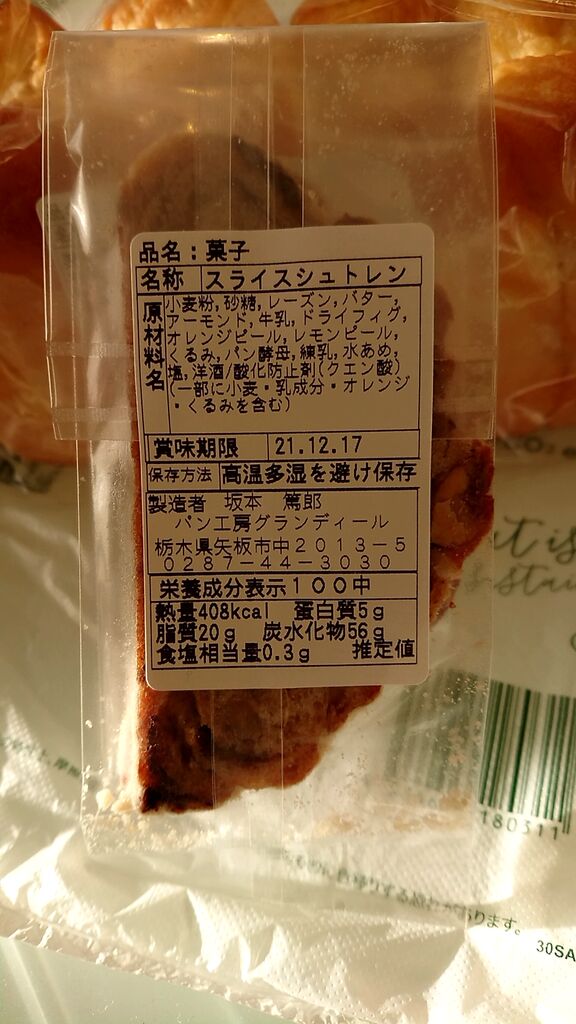 品名:菓子
名称 スライスシュトレン
原材料名
小麦粉,砂糖,レーズン,バター,
アーモンド,牛乳,ドライフィグ,
オレンジピール,レモンピール,
くるみ,パン酵母,練乳,水あめ,
塩,洋酒/酸化防止剤(クエン酸)
(一部に小麦・乳成分・オレンジ
・くるみを含む)
賞味期限 21.12.17
保存方法 高温多湿を避け保存
製造者 坂本 篤郎
パン工房グランディール
栃木県矢板市中2013-5
0287-44-3030
栄養成分表示100中
熱量408kcal 蛋白質5g
脂質20g 炭水化物56g
食塩相当量0.3g 推定値
180311
があります。
30SA